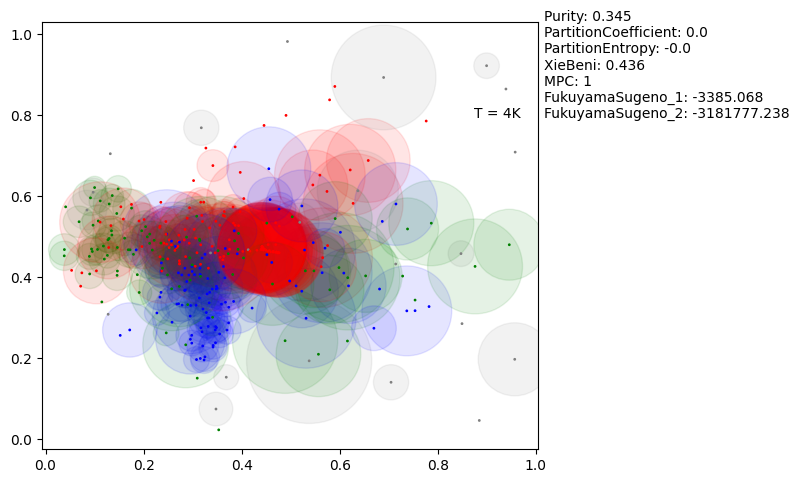 Purity: 0.345
PartitionCoefficient: 0.0
PartitionEntropy: -0.0
XieBeni: 0.436
MPC: 1
FukuyamaSugeno_1: -3385.068
FukuyamaSugeno_2: -3181777.238
T = 4K
1.0
0.8
0.6
0.4
0.2
0.0
0.0 0.2 0.4 0.6 0.8 1.0